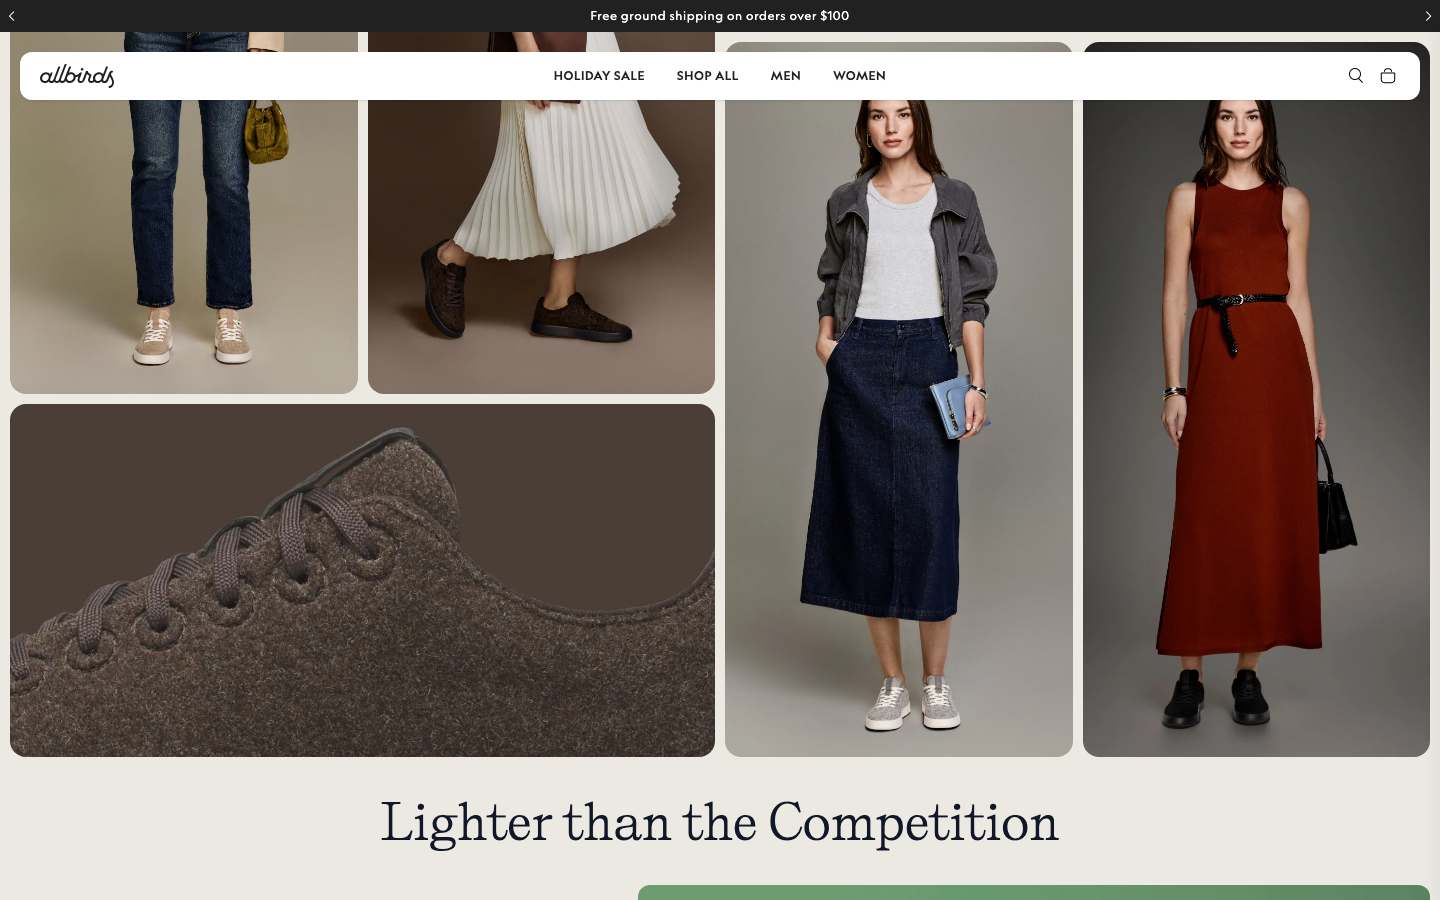 Free ground shipping on orders over $100
allbirds
HOLIDAY SALE
SHOP ALL
MEN
WOMEN
Lighter than the Competition